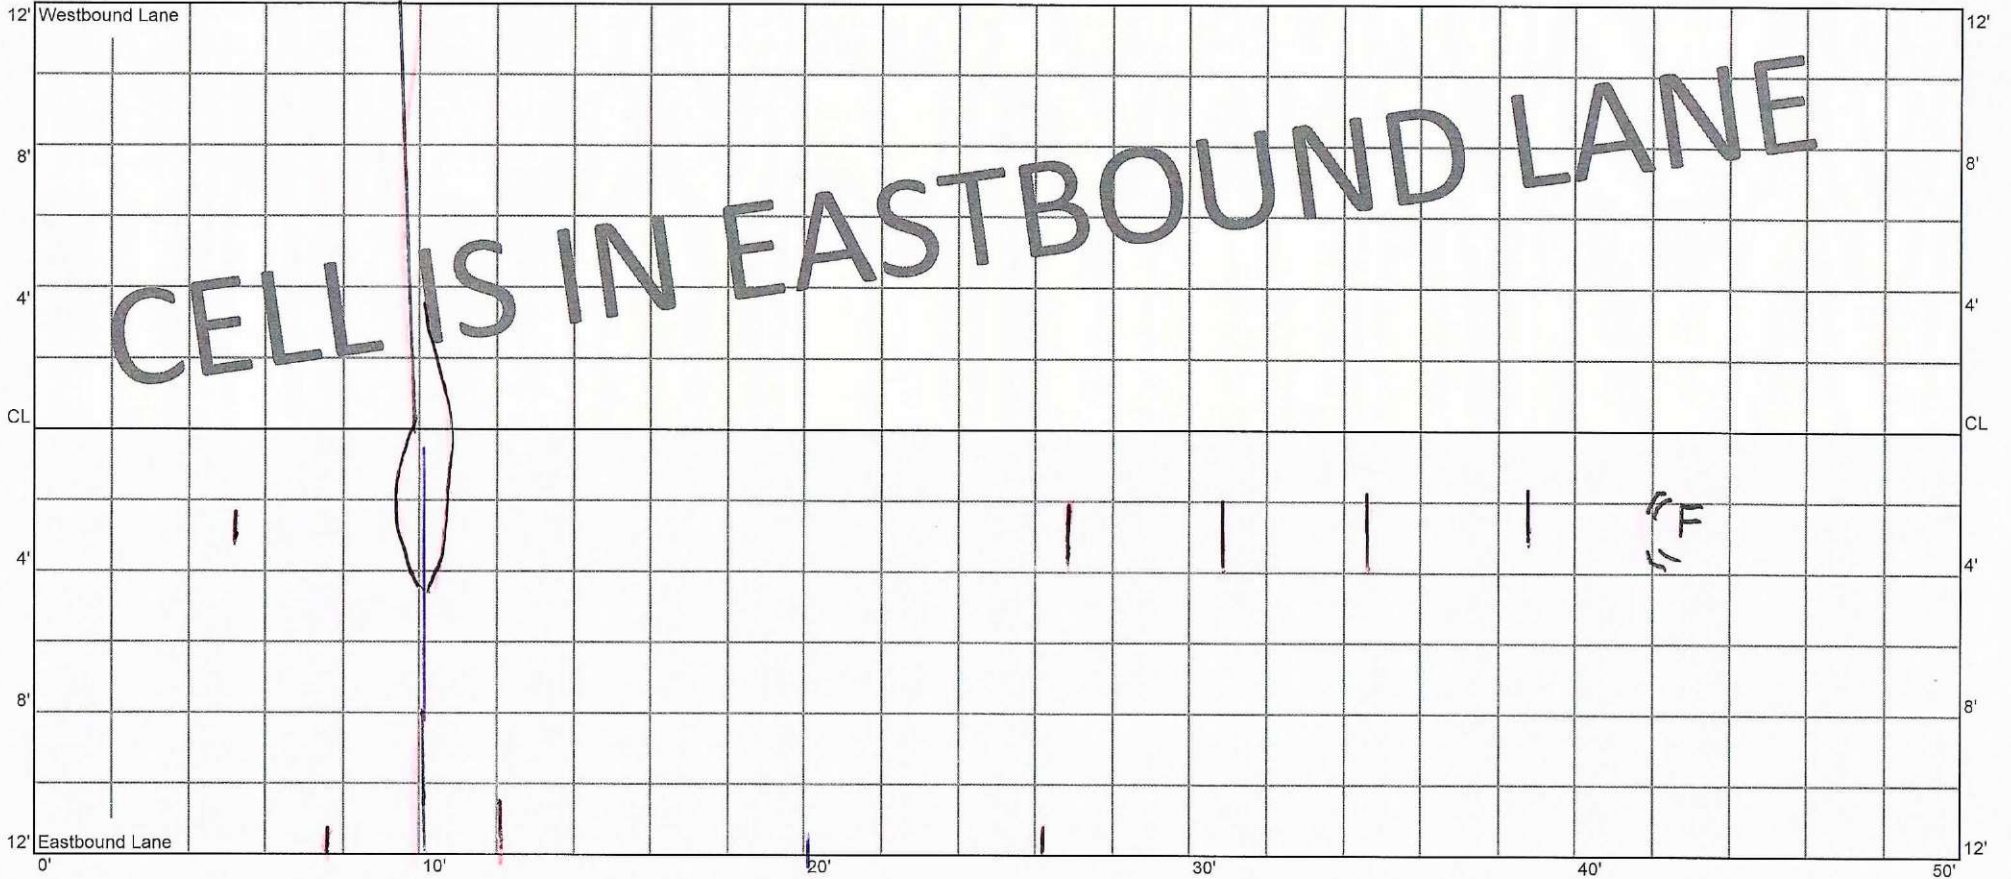 12' Westbound Lane 12'
8' 8'
CELL IS IN EASTBOUND LANE
4' 4'
CL CL
F
4' 4'
8' 8'
12' Eastbound Lane 12'
0' 10' 20' 30' 40' 50'